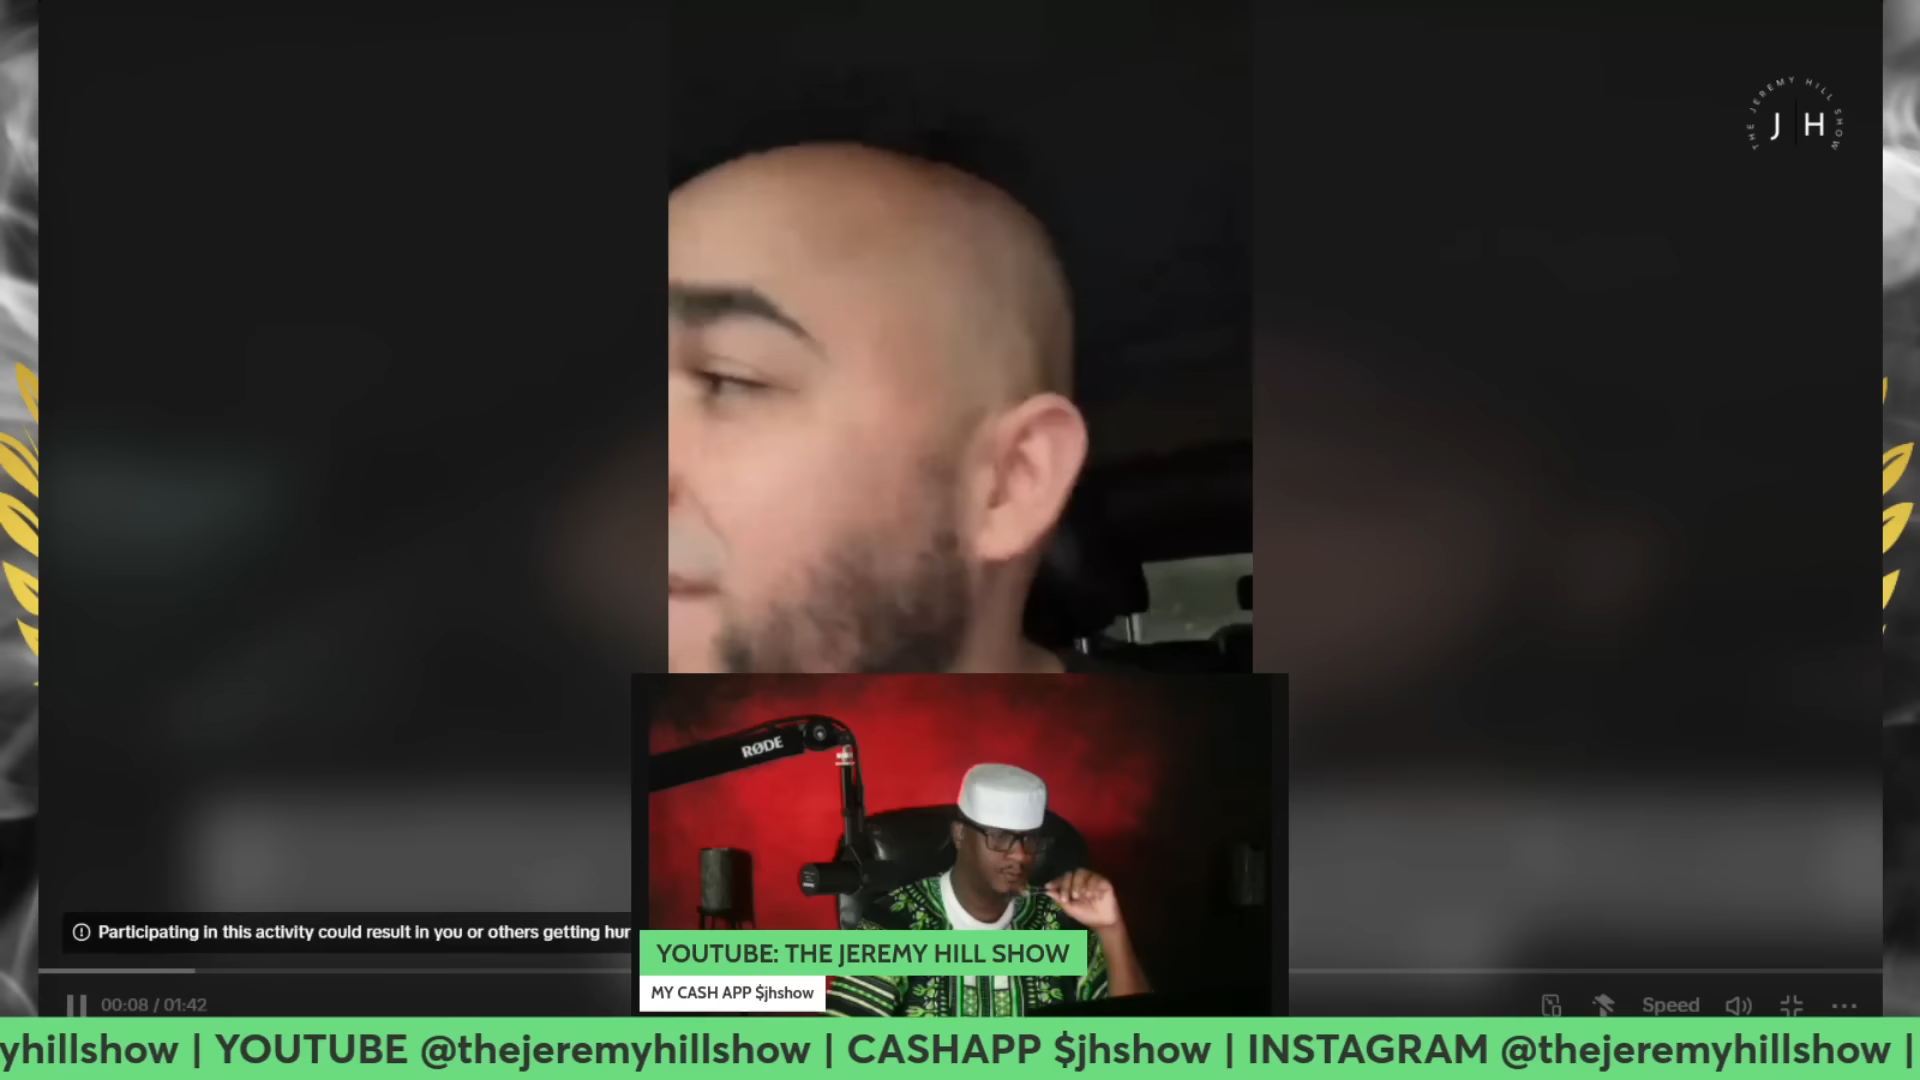 THE JEREMY HILL SHOW
J | H
RØDE
Participating in this activity could result in you or others getting hur
YOUTUBE: THE JEREMY HILL SHOW
MY CASH APP $jhshow
00:08 / 01:42
Speed
yhillshow | YOUTUBE @thejeremyhillshow | CASHAPP $jhshow | INSTAGRAM @thejeremyhillshow |